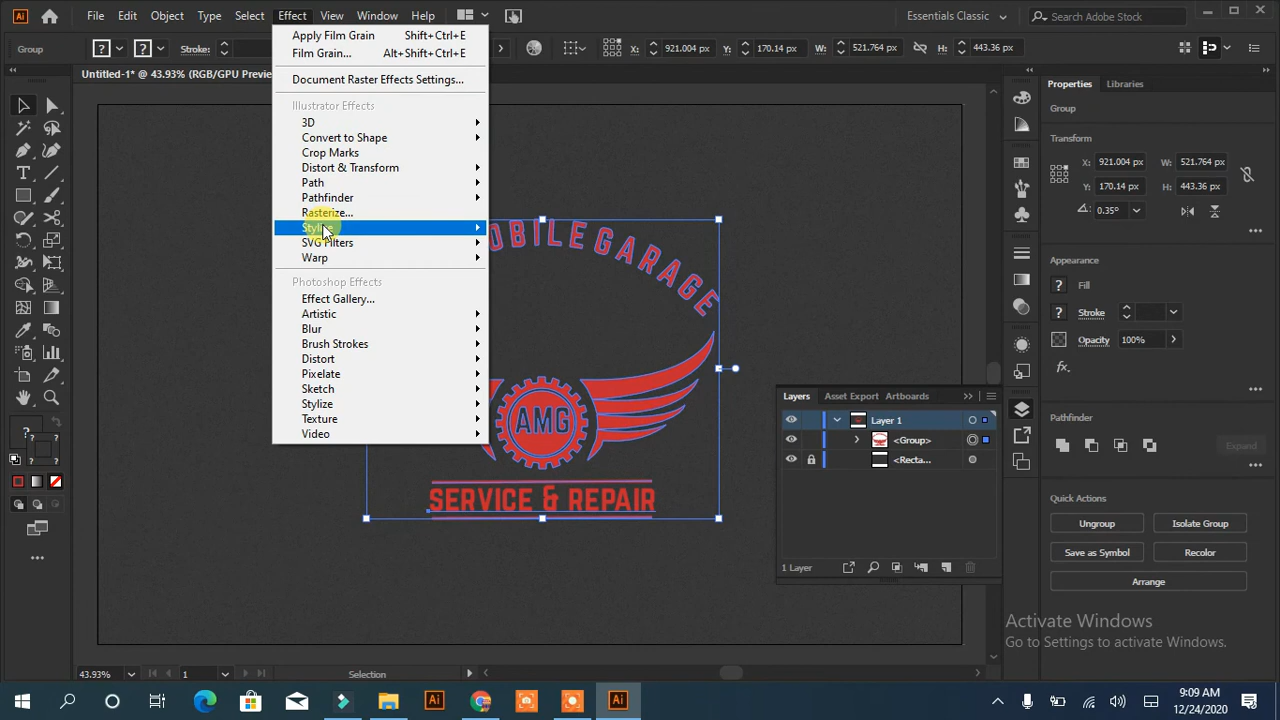 Ai File Edit Object Type Select Effect View Window Help Essentials Classic Search Adobe Stock
Group Stroke: X: 921.004 px Y: 170.14 px W: 521.764 px H: 443.36 px
Untitled-1* @ 43.93% (RGB/GPU Preview
Apply Film Grain Shift+Ctrl+E
Film Grain... Alt+Shift+Ctrl+E
Document Raster Effects Settings...
Illustrator Effects
3D
Convert to Shape
Crop Marks
Distort & Transform
Path
Pathfinder
Rasterize...
Stylize
SVG Filters
Warp
Photoshop Effects
Effect Gallery...
Artistic
Blur
Brush Strokes
Distort
Pixelate
Sketch
Stylize
Texture
Video
OBILE GARAGE
AMG
SERVICE & REPAIR
Properties Libraries
Group
Transform
X: 921.004 W: 521.764 px
Y: 170.14 px H: 443.36 px
0.35°
Appearance
? Fill
? Stroke
Opacity 100%
fx.
Pathfinder
Expand
Quick Actions
Ungroup Isolate Group
Save as Symbol Recolor
Arrange
Layers Asset Export Artboards
Layer 1
<Group>
<Recta...
1 Layer
Activate Windows
Go to Settings to activate Windows.
43.93% 1 Selection
9:09 AM
12/24/2020